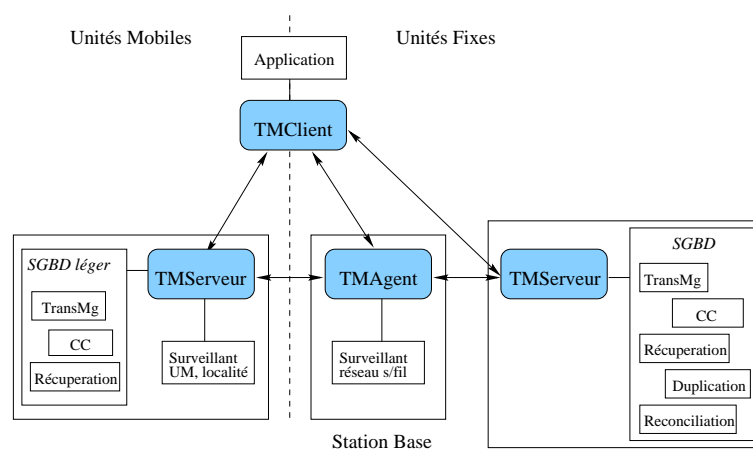 Unités Mobiles
Unités Fixes
Application
TMClient
SGBD léger
TransMg
CC
Récuperation
TMServeur
Surveillant
UM, localité
TMAgent
Surveillant
réseau s/fil
Station Base
TMServeur
SGBD
TransMg
CC
Récuperation
Duplication
Reconciliation